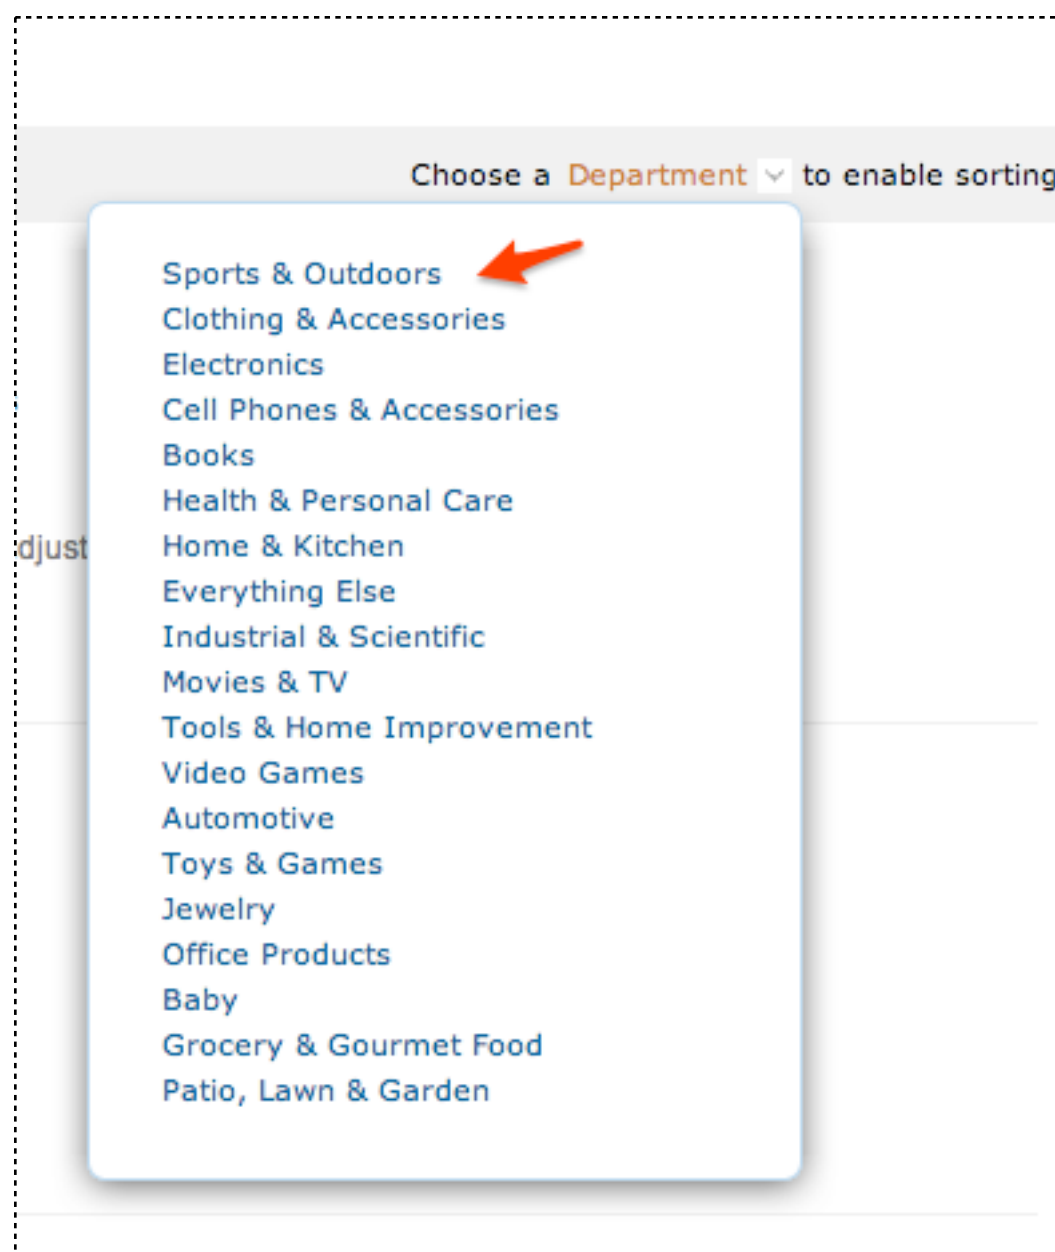 Choose a Department to enable sorting
Sports & Outdoors
Clothing & Accessories
Electronics
Cell Phones & Accessories
Books
Health & Personal Care
djust
Home & Kitchen
Everything Else
Industrial & Scientific
Movies & TV
Tools & Home Improvement
Video Games
Automotive
Toys & Games
Jewelry
Office Products
Baby
Grocery & Gourmet Food
Patio, Lawn & Garden